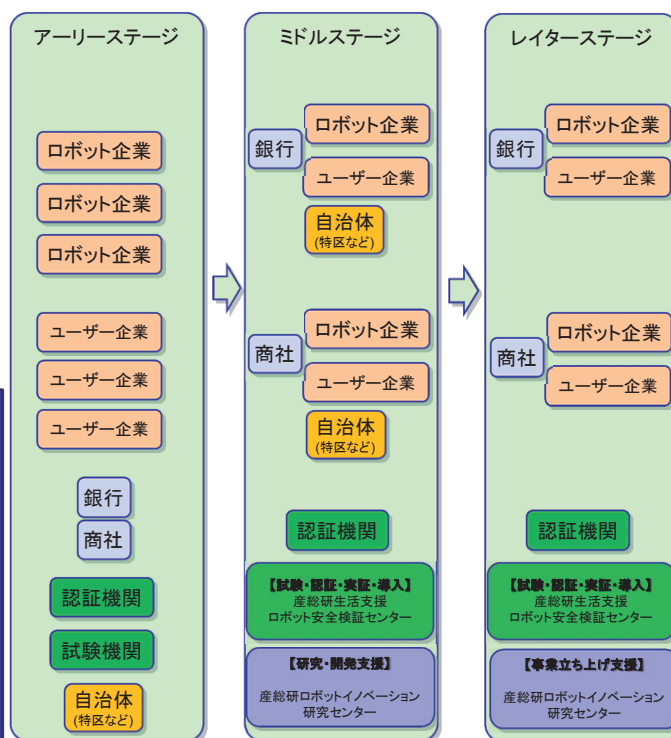 アーリーステージ
ロボット企業
ロボット企業
ロボット企業
ユーザー企業
ユーザー企業
ユーザー企業
銀行
商社
認証機関
試験機関
自治体
(特区など)
ミドルステージ
ロボット企業
銀行
ユーザー企業
自治体
(特区など)
ロボット企業
商社
ユーザー企業
自治体
(特区など)
認証機関
【試験・認証・実証・導入】
産総研生活支援
ロボット安全検証センター
【研究・開発支援】
産総研ロボットイノベーション
研究センター
レイターステージ
ロボット企業
銀行
ユーザー企業
ロボット企業
商社
ユーザー企業
認証機関
【試験・認証・実証・導入】
産総研生活支援
ロボット安全検証センター
【事業立ち上げ支援】
産総研ロボットイノベーション
研究センター